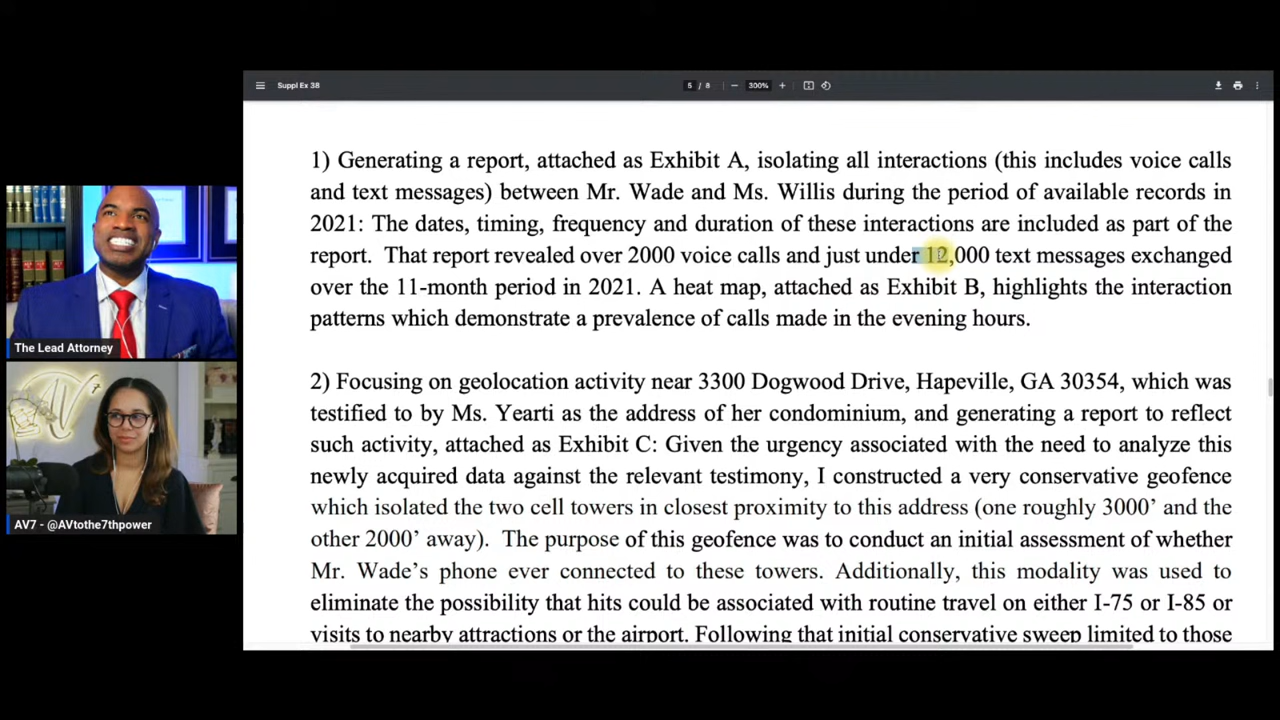 Suppl Ex 38
5 / 8
300%
1) Generating a report, attached as Exhibit A, isolating all interactions (this includes voice calls
and text messages) between Mr. Wade and Ms. Willis during the period of available records in
2021: The dates, timing, frequency and duration of these interactions are included as part of the
report. That report revealed over 2000 voice calls and just under 12,000 text messages exchanged
over the 11-month period in 2021. A heat map, attached as Exhibit B, highlights the interaction
patterns which demonstrate a prevalence of calls made in the evening hours.
2) Focusing on geolocation activity near 3300 Dogwood Drive, Hapeville, GA 30354, which was
testified to by Ms. Yearti as the address of her condominium, and generating a report to reflect
such activity, attached as Exhibit C: Given the urgency associated with the need to analyze this
newly acquired data against the relevant testimony, I constructed a very conservative geofence
which isolated the two cell towers in closest proximity to this address (one roughly 3000’ and the
other 2000’ away). The purpose of this geofence was to conduct an initial assessment of whether
Mr. Wade’s phone ever connected to these towers. Additionally, this modality was used to
eliminate the possibility that hits could be associated with routine travel on either I-75 or I-85 or
visits to nearby attractions or the airport. Following that initial conservative sweep limited to those
The Lead Attorney
AV7
AV7 - @AVtothe7thpower